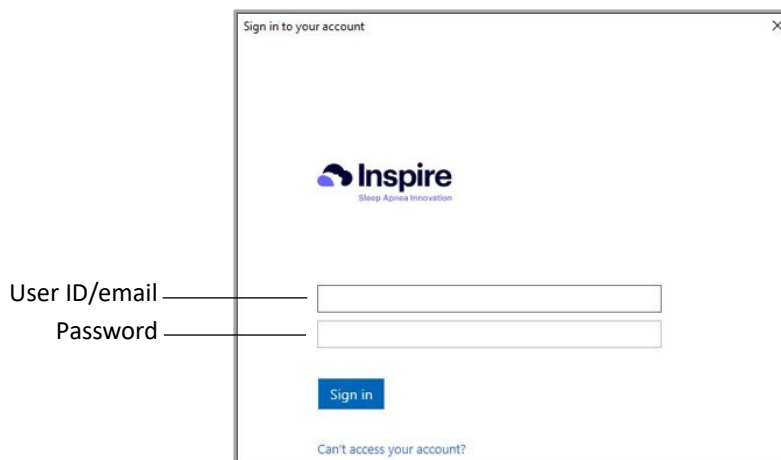 Sign in to your account
Inspire
Sleep Apnea Innovation
User ID/email
Password
Sign in
Can't access your account?